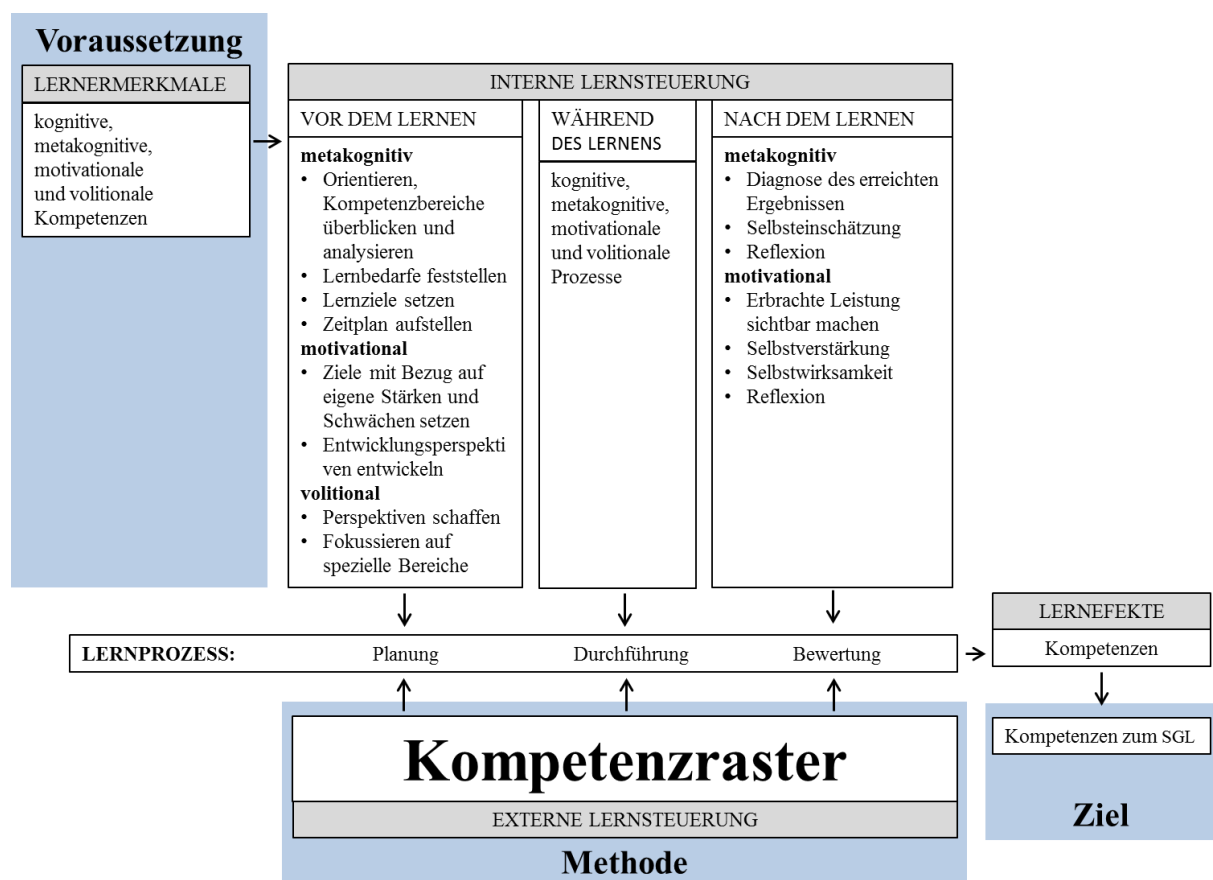 Voraussetzung
LERNERMERKMALE
kognitive,
metakognitive,
motivationale
und volitionale
Kompetenzen
INTERNE LERNSTEUERUNG
VOR DEM LERNEN
metakognitiv
• Orientieren,
Kompetenzbereiche
überblicken und
analysieren
• Lernbedarfe feststellen
• Lernziele setzen
• Zeitplan aufstellen
motivational
• Ziele mit Bezug auf
eigene Stärken und
Schwächen setzen
• Entwicklungsperspekti
ven entwickeln
volitional
• Perspektiven schaffen
• Fokussieren auf
spezielle Bereiche
WÄHREND
DES LERNENS
kognitive,
metakognitive,
motivationale
und volitionale
Prozesse
NACH DEM LERNEN
metakognitiv
• Diagnose des erreichten
Ergebnissen
• Selbsteinschätzung
• Reflexion
motivational
• Erbrachte Leistung
sichtbar machen
• Selbstverstärkung
• Selbstwirksamkeit
• Reflexion
LERNPROZESS: Planung Durchführung Bewertung
LERNEFEKTE
Kompetenzen
Kompetenzen zum SGL
Ziel
Kompetenzraster
EXTERNE LERNSTEUERUNG
Methode